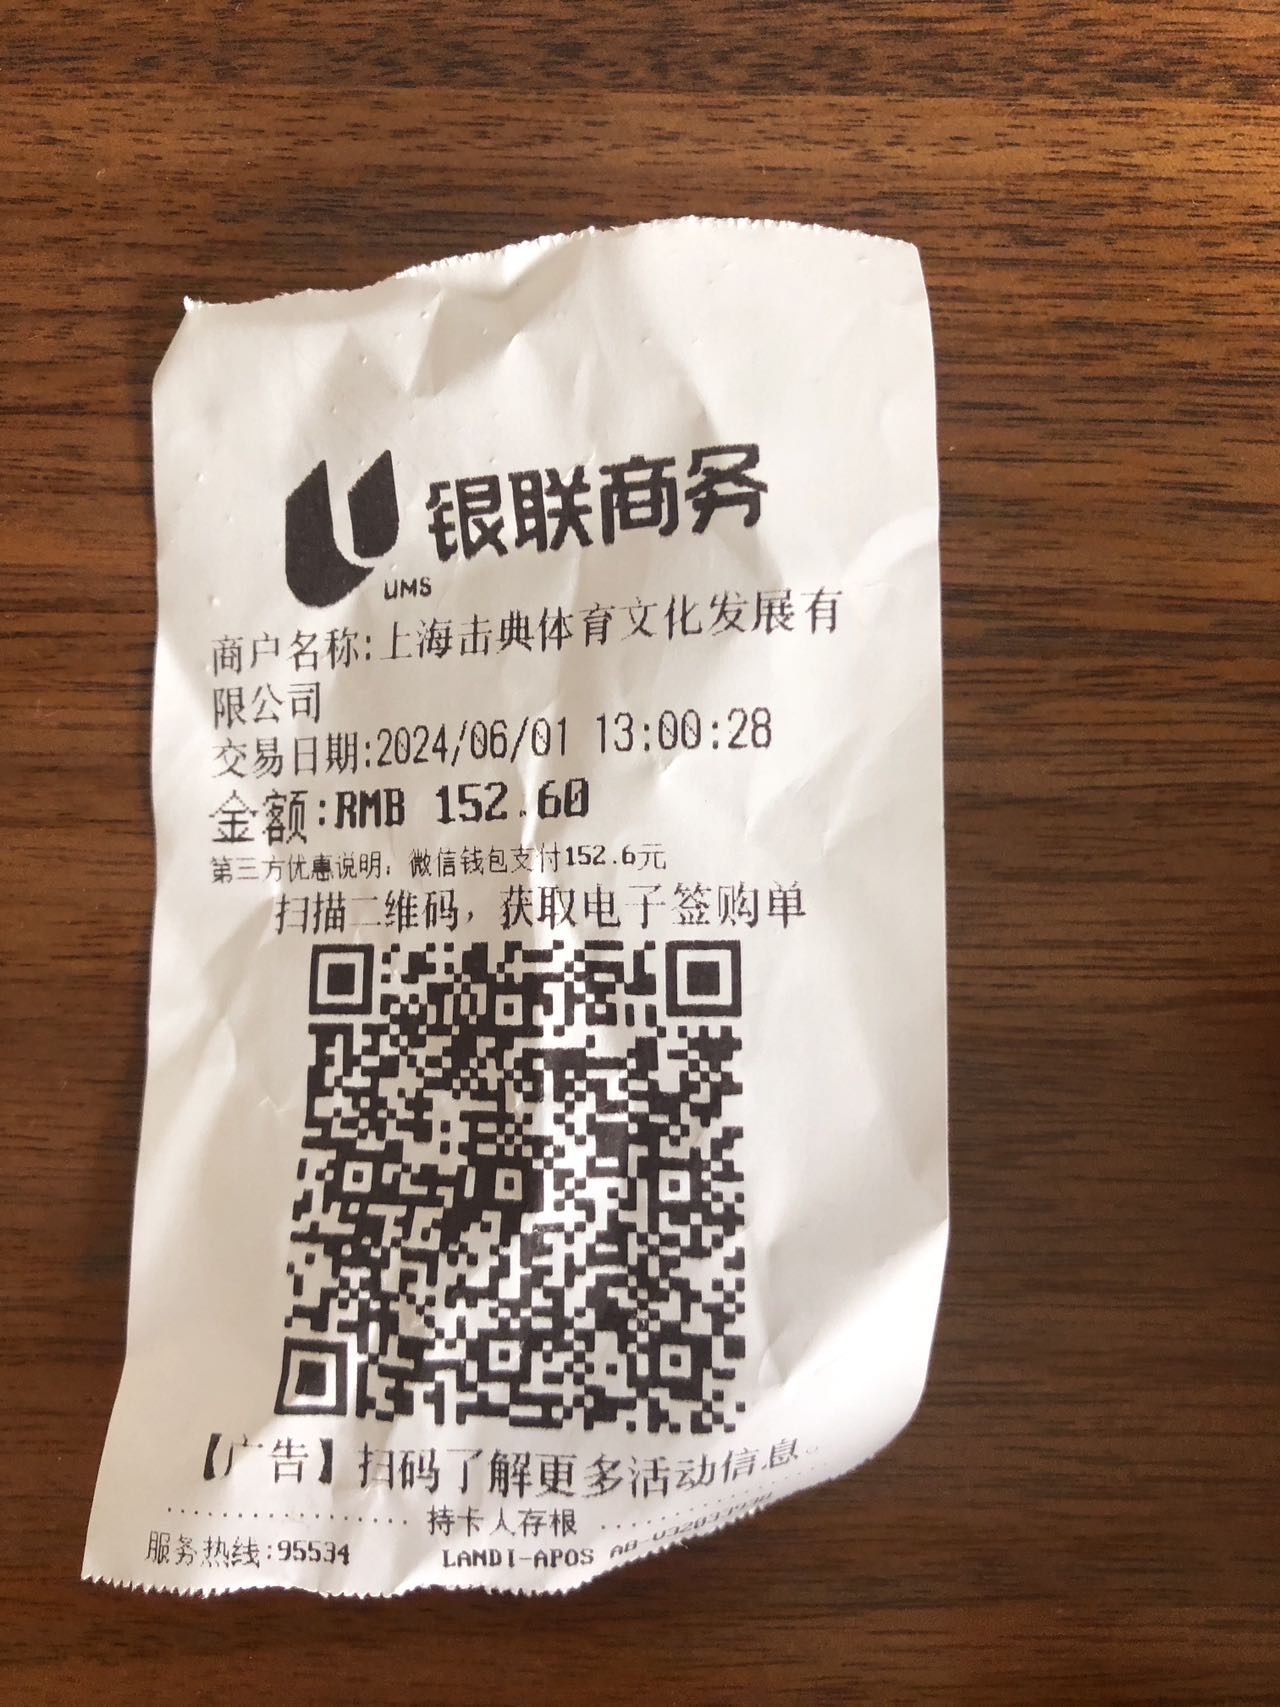 银联商务
UMS
商户名称:上海击典体育文化发展有
限公司
交易日期:2024/06/01 13:00:28
金额:RMB 152.60
第三方优惠说明: 微信钱包支付152.6元
扫描二维码，获取电子签购单
【广告】扫码了解更多活动信息。
持卡人存根
服务热线:95534 LANDI-APOS